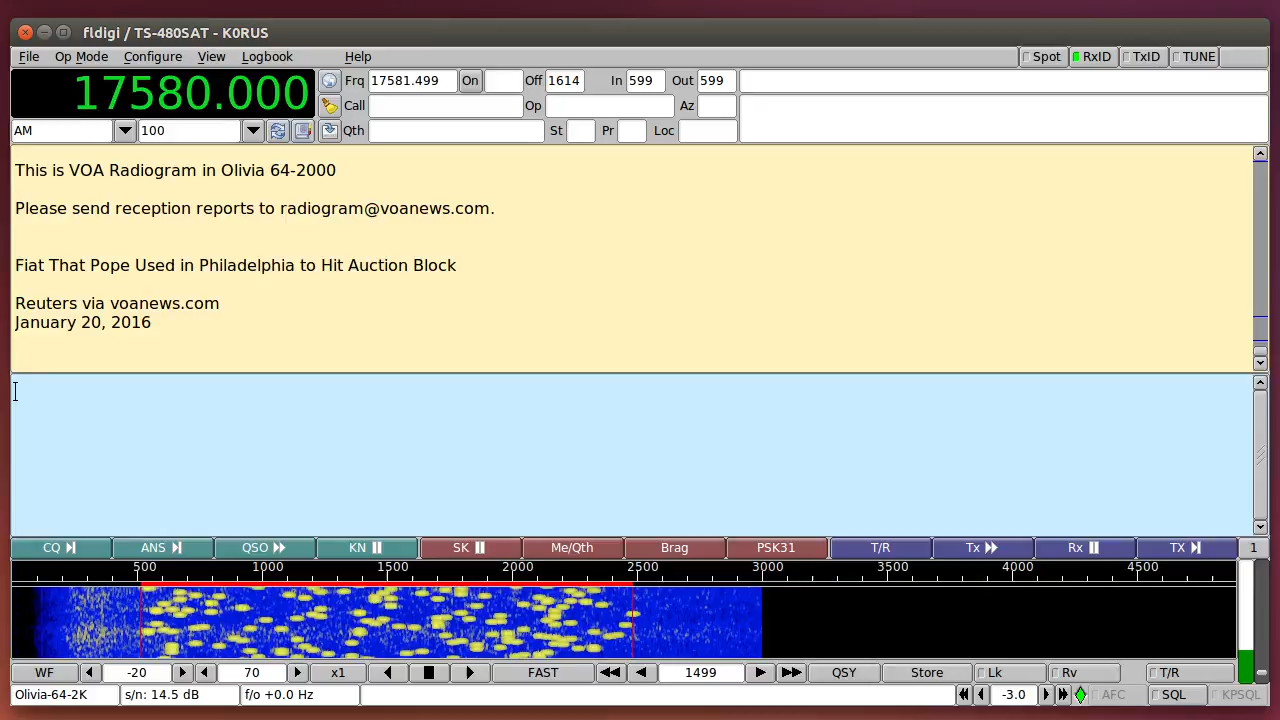 fldigi / TS-480SAT - K0RUS
File Op Mode Configure View Logbook Help Spot RxID TxID TUNE
17580.000 Frq 17581.499 On Off 1614 In 599 Out 599
Call Op Az
AM 100 Qth St Pr Loc
This is VOA Radiogram in Olivia 64-2000
Please send reception reports to radiogram@voanews.com.
Fiat That Pope Used in Philadelphia to Hit Auction Block
Reuters via voanews.com
January 20, 2016
CQ ANS QSO KN SK Me/Qth Brag PSK31 T/R Tx Rx TX 1
500 1000 1500 2000 2500 3000 3500 4000 4500
WF -20 70 x1 FAST 1499 QSY Store Lk Rv T/R
Olivia-64-2K s/n: 14.5 dB f/o +0.0 Hz -3.0 AFC SQL KPSQL